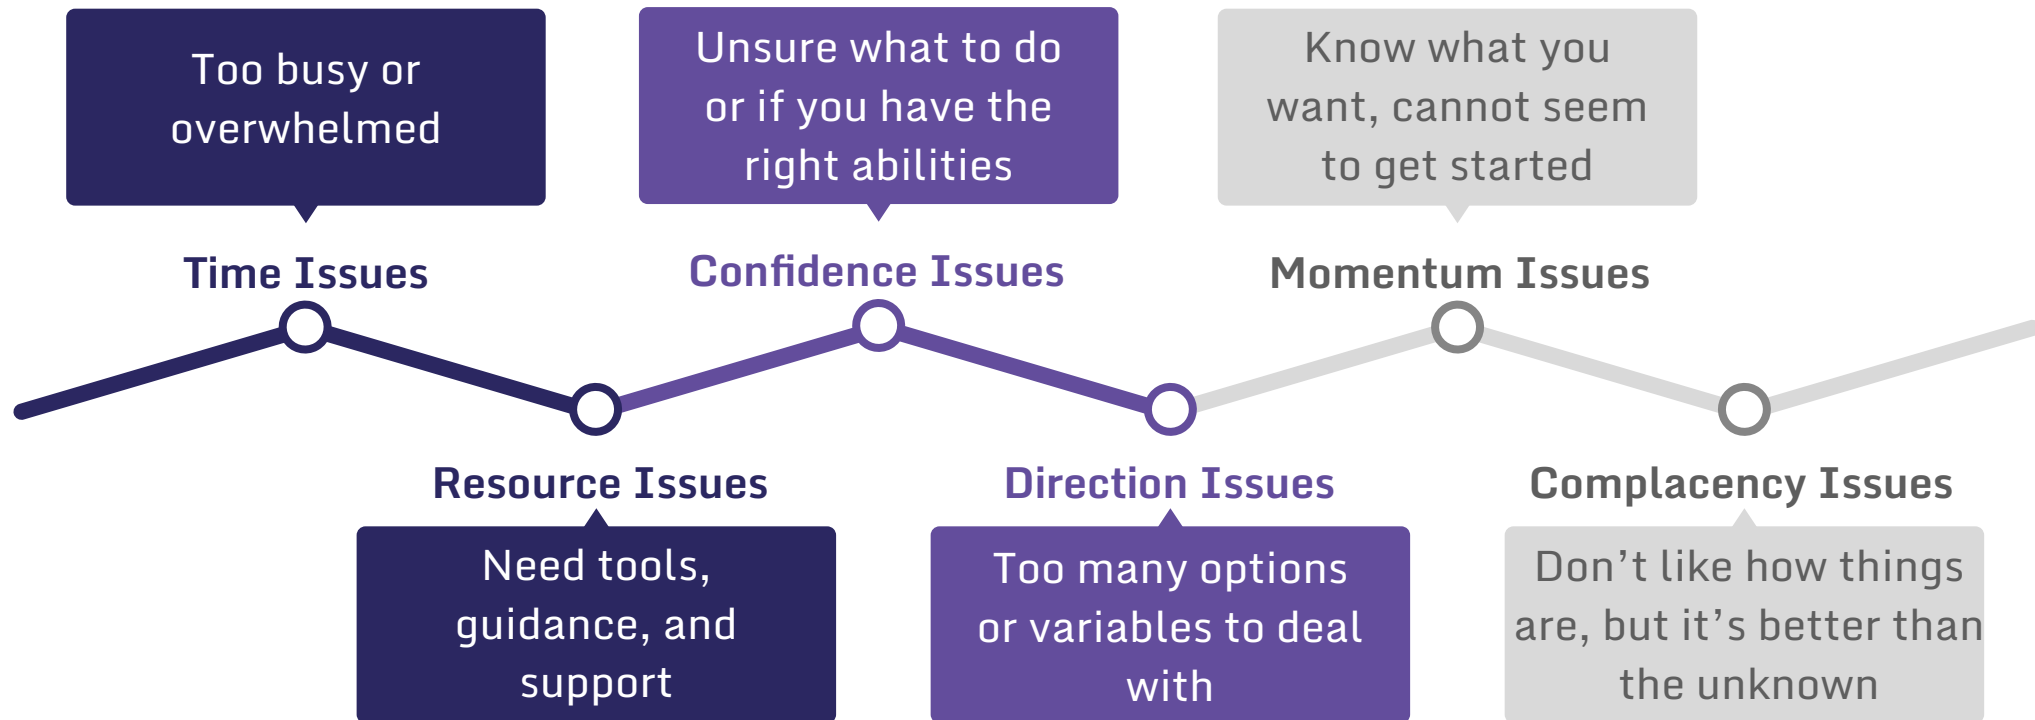 Too busy or
overwhelmed
Time Issues
Need tools,
guidance, and
support
Resource Issues
Unsure what to do
or if you have the
right abilities
Confidence Issues
Too many options
or variables to deal
with
Direction Issues
Know what you
want, cannot seem
to get started
Momentum Issues
Don’t like how things
are, but it’s better than
the unknown
Complacency Issues